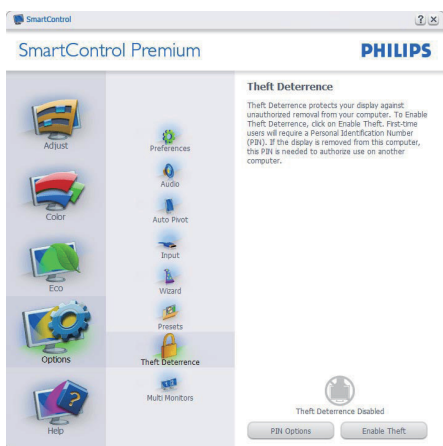 SmartControl
SmartControl Premium
PHILIPS
Adjust
Color
Eco
Options
Help
Preferences
Audio
Auto Pivot
Input
Wizard
Presets
Theft Deterrence
Multi Monitors
Theft Deterrence
Theft Deterrence protects your display against
unauthorized removal from your computer. To Enable
Theft Deterrence, click on Enable Theft. First-time
users will require a Personal Identification Number
(PIN). If the display is removed from this computer,
this PIN is needed to authorize use on another
computer.
Theft Deterrence Disabled
PIN Options
Enable Theft